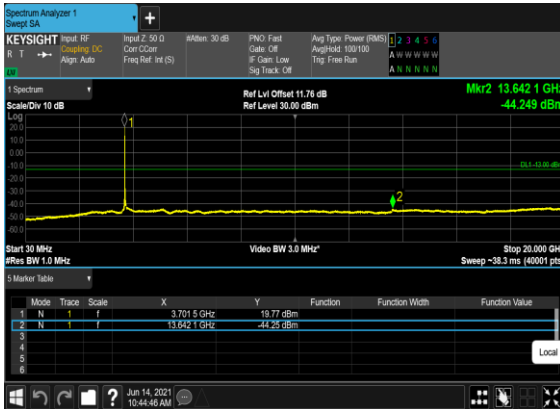 Spectrum Analyzer 1
Swept SA
+
KEYSIGHT Input: RF Input Z: 50 Ω #Atten: 30 dB PNO: Fast Avg Type: Power (RMS) 1 2 3 4 5 6
R T Coupling: DC Corr CCorr Gate: Off Avg|Hold: 100/100 A W W W W W
Align: Auto Freq Ref: Int (S) IF Gain: Low Trig: Free Run
Sig Track: Off A N N N N N
1 Spectrum
Scale/Div 10 dB Ref Lvl Offset 11.76 dB Mkr2 13.642 1 GHz
Ref Level 30.00 dBm -44.249 dBm
Log
20.0
10.0
0.00
-10.0
-20.0
-30.0
-40.0
-50.0
-60.0
1
2
DL1 -13.00 dBm
Start 30 MHz Video BW 3.0 MHz* Stop 20.000 GHz
#Res BW 1.0 MHz Sweep ~38.3 ms (40001 pts)
5 Marker Table
Mode Trace Scale X Y Function Function Width Function Value
1 N 1 f 3.701 5 GHz 19.77 dBm
2 N 1 f 13.642 1 GHz -44.25 dBm
3
4
5
6
Local
? Jun 14, 2021
10:44:46 AM